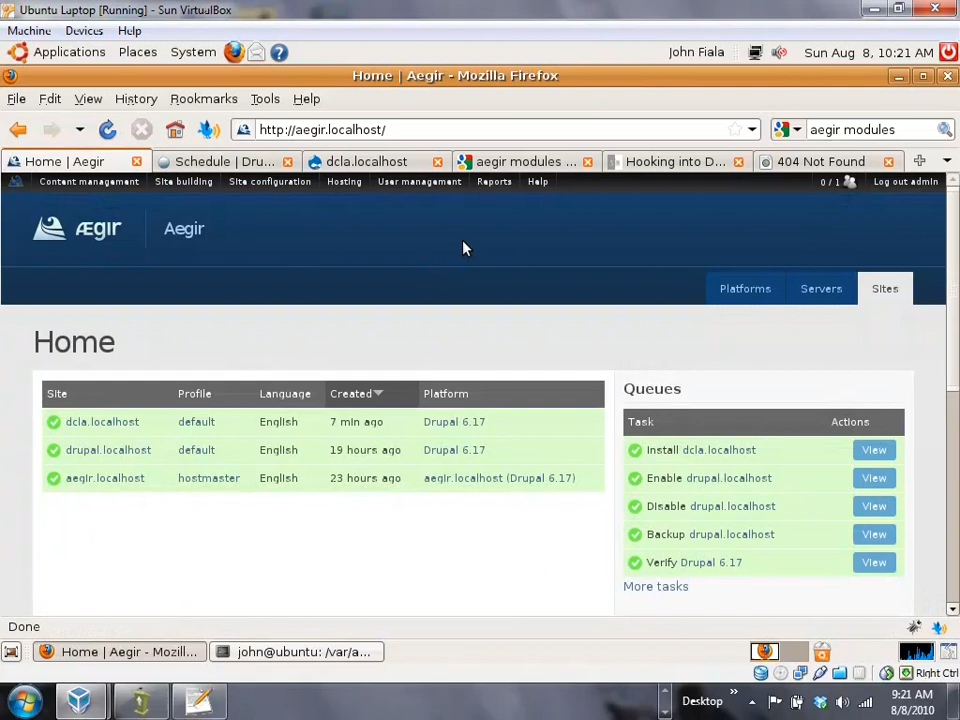 Ubuntu Luptop [Running] - Sun VirtualBox
Machine Devices Help
Applications Places System John Fiala Sun Aug 8, 10:21 AM
Home | Aegir - Mozilla Firefox
File Edit View History Bookmarks Tools Help
http://aegir.localhost/ aegir modules
Home | Aegir Schedule | Dru... dcla.localhost aegir modules ... Hooking into D... 404 Not Found
Content management Site building Site configuration Hosting User management Reports Help 0 / 1 Log out admin
ÆGIR Aegir
Platforms Servers Sites
Home
Site Profile Language Created Platform
dcla.localhost default English 7 min ago Drupal 6.17
drupal.localhost default English 19 hours ago Drupal 6.17
aegir.localhost hostmaster English 23 hours ago aegir.localhost (Drupal 6.17)
Queues
Task Actions
Install dcla.localhost View
Enable drupal.localhost View
Disable drupal.localhost View
Backup drupal.localhost View
Verify Drupal 6.17 View
More tasks
Done
Home | Aegir - Mozill... john@ubuntu: /var/a...
Right Ctrl
Desktop » 9:21 AM
8/8/2010